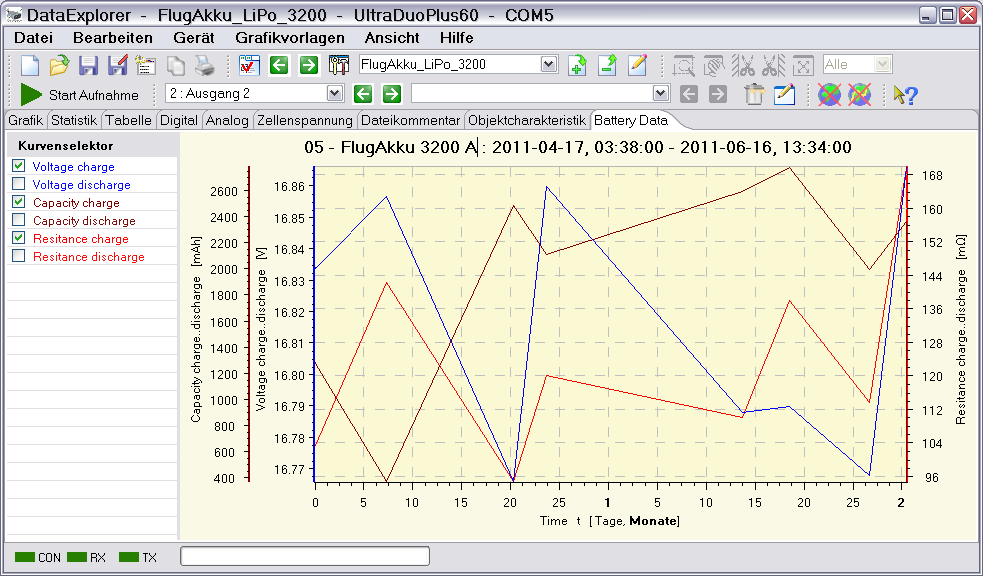 DataExplorer - FlugAkku_LiPo_3200 - UltraDuoPlus60 - COM5
Datei Bearbeiten Gerät Grafikvorlagen Ansicht Hilfe
FlugAkku_LiPo_3200 Alle
Start Aufnahme 2 : Ausgang 2
Grafik Statistik Tabelle Digital Analog Zellenspannung Dateikommentar Objektcharakteristik Battery Data
Kurvenselektor
Voltage charge
Voltage discharge
Capacity charge
Capacity discharge
Resitance charge
Resitance discharge
05 - FlugAkku 3200 A : 2011-04-17, 03:38:00 - 2011-06-16, 13:34:00
Capacity charge..discharge [mAh]
2600
2400
2200
2000
1800
1600
1400
1200
1000
800
600
400
Voltage charge..discharge [V]
16.86
16.85
16.84
16.83
16.82
16.81
16.80
16.79
16.78
16.77
168
160
152
144
136
128
120
112
104
96
Resitance charge..discharge [mΩ]
0 5 10 15 20 25 1 5 10 15 20 25 2
Time t [Tage, Monate]
CON RX TX